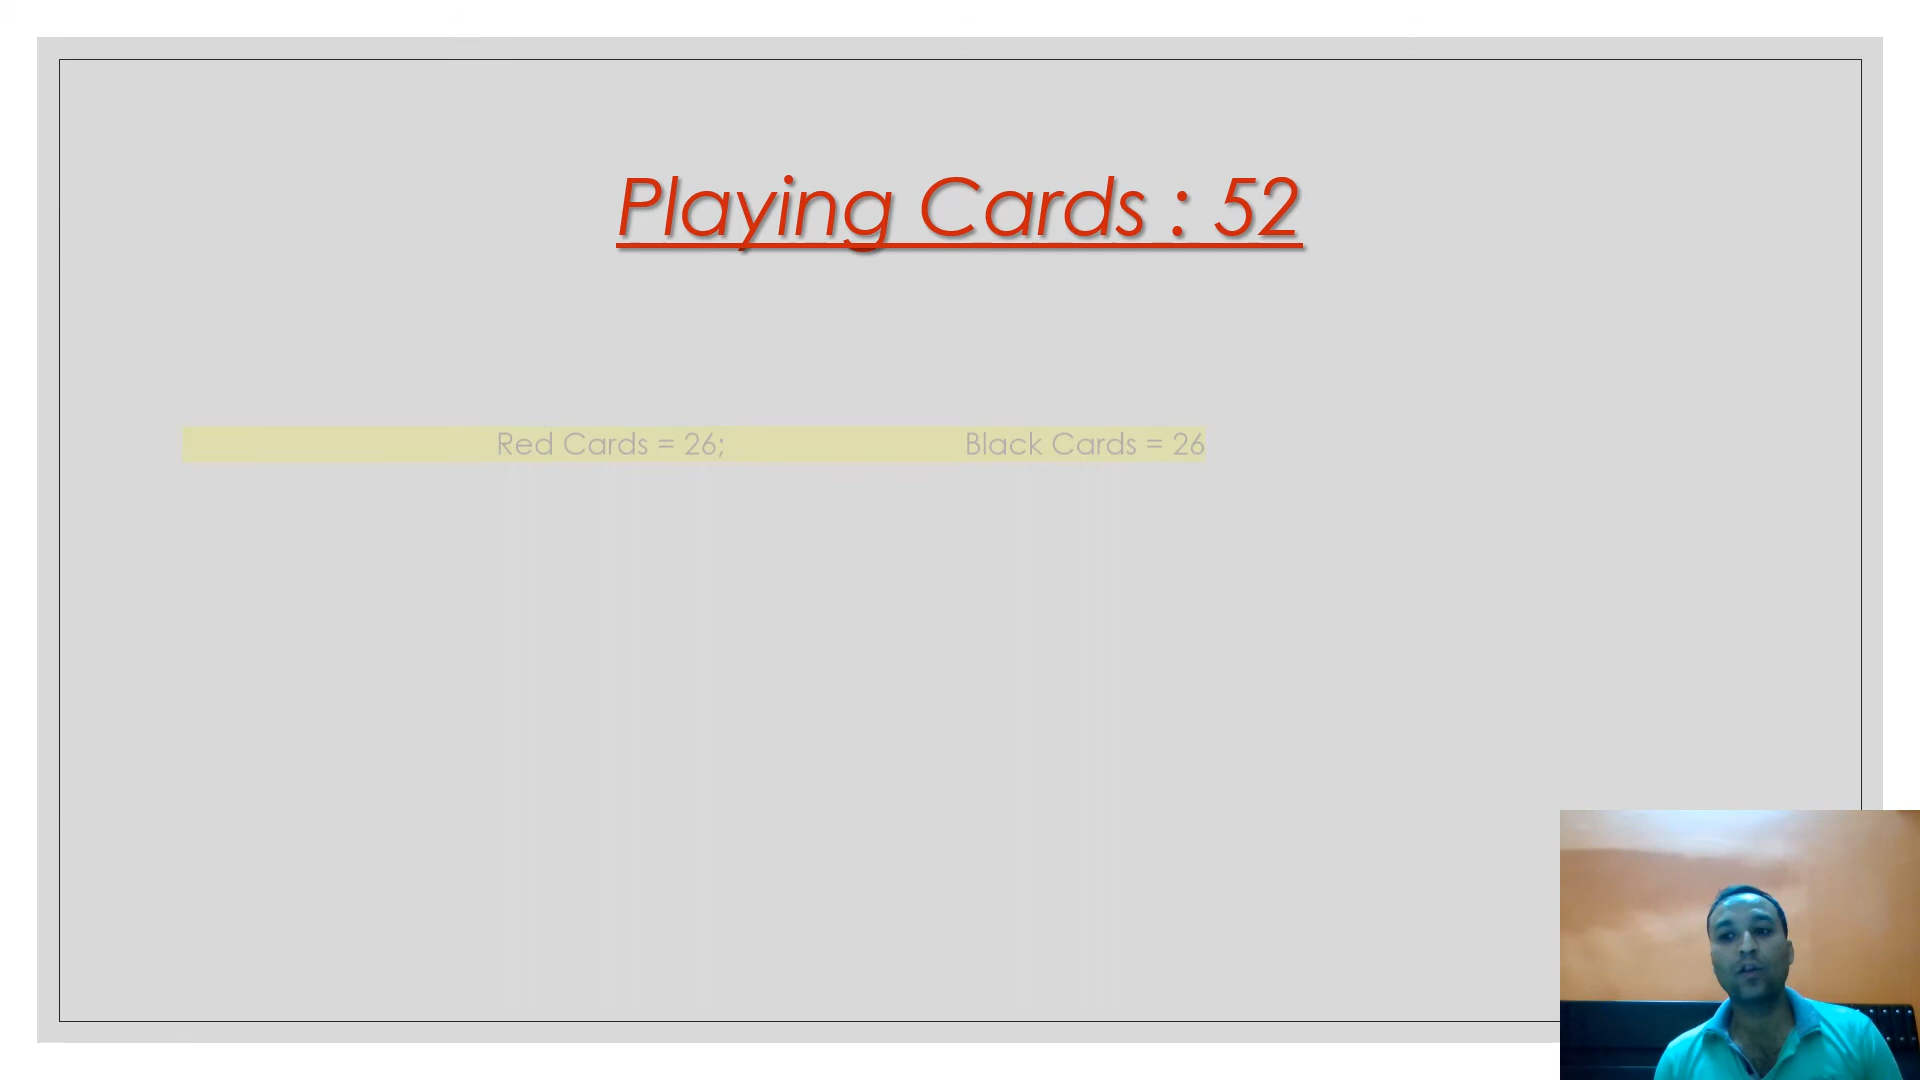 Playing Cards : 52
Red Cards = 26; Black Cards = 26